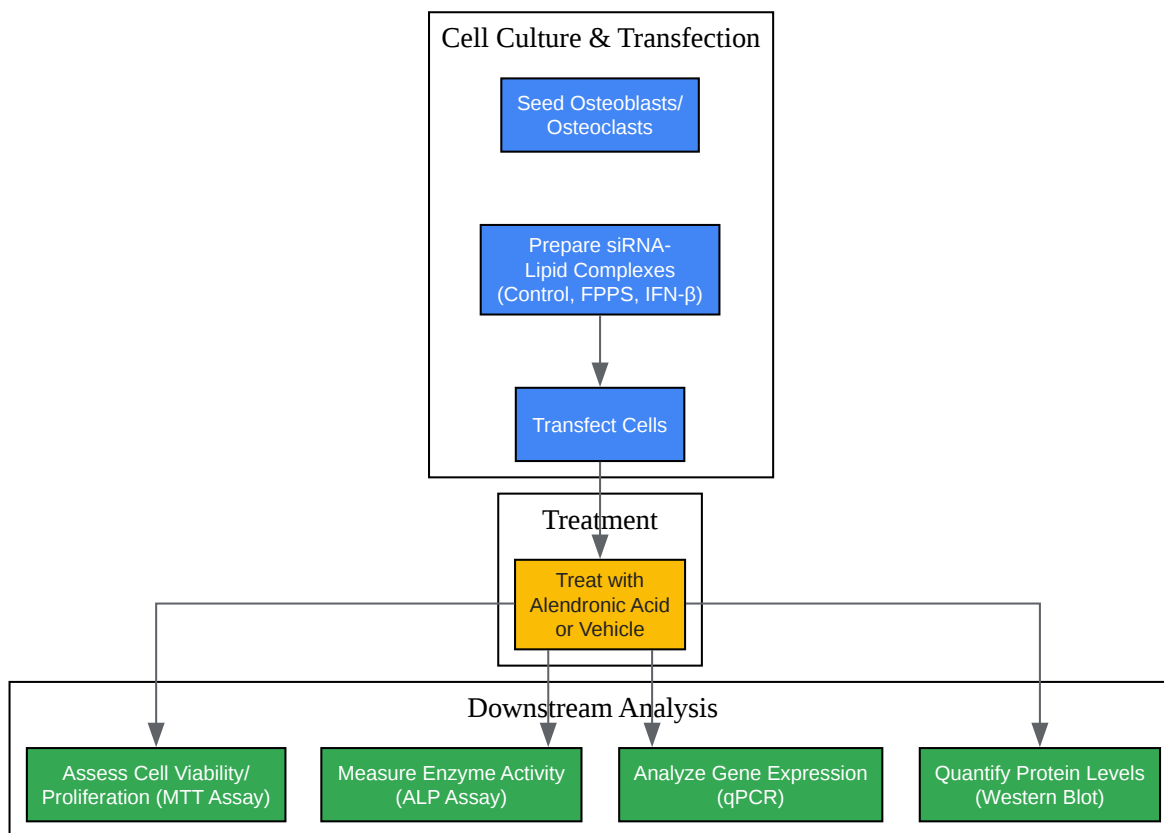 Cell Culture & Transfection
Seed Osteoblasts/
Osteoclasts
Prepare siRNA-
Lipid Complexes
(Control, FPPS, IFN-β)
Transfect Cells
Treatment
Treat with
Alendronic Acid
or Vehicle
Downstream Analysis
Assess Cell Viability/
Proliferation (MTT Assay)
Measure Enzyme Activity
(ALP Assay)
Analyze Gene Expression
(qPCR)
Quantify Protein Levels
(Western Blot)